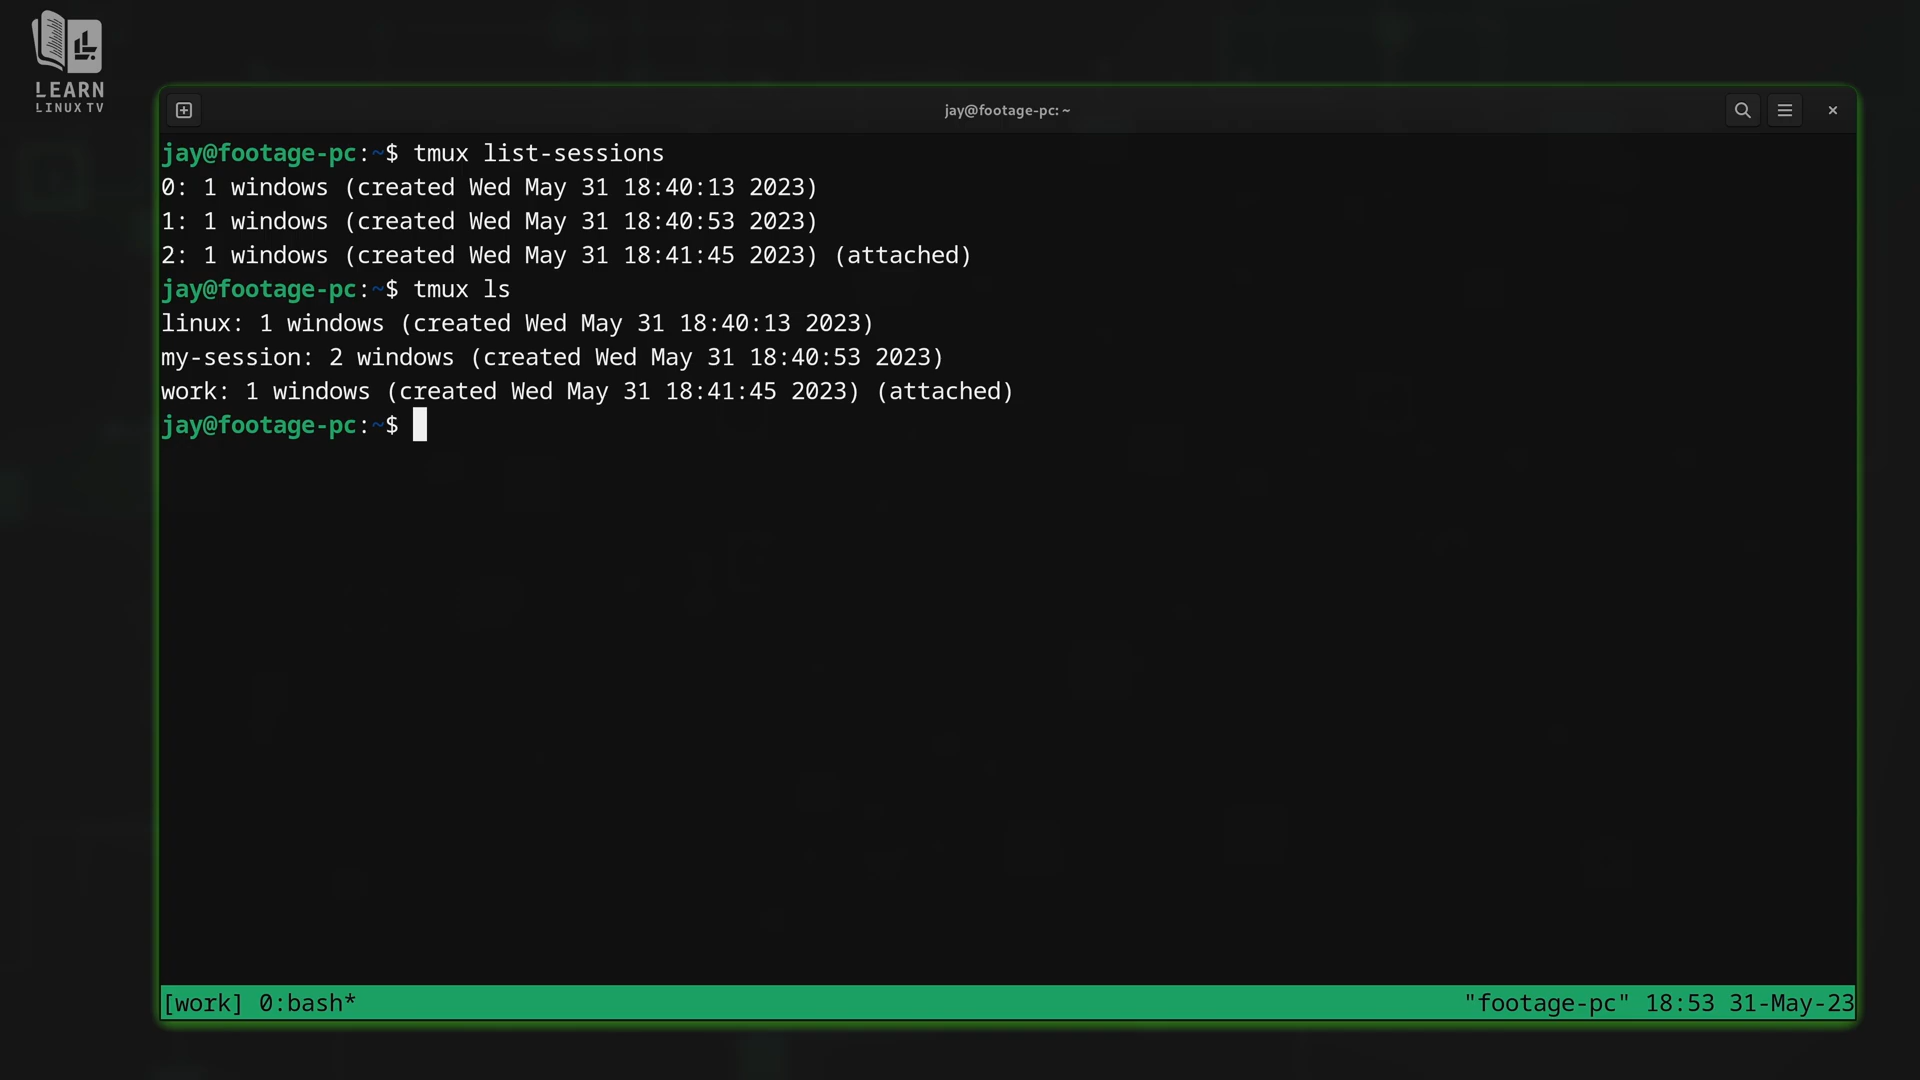 LEARN
LINUX TV
jay@footage-pc: ~
jay@footage-pc:~$ tmux list-sessions
0: 1 windows (created Wed May 31 18:40:13 2023)
1: 1 windows (created Wed May 31 18:40:53 2023)
2: 1 windows (created Wed May 31 18:41:45 2023) (attached)
jay@footage-pc:~$ tmux ls
linux: 1 windows (created Wed May 31 18:40:13 2023)
my-session: 2 windows (created Wed May 31 18:40:53 2023)
work: 1 windows (created Wed May 31 18:41:45 2023) (attached)
jay@footage-pc:~$
[work] 0:bash* "footage-pc" 18:53 31-May-23